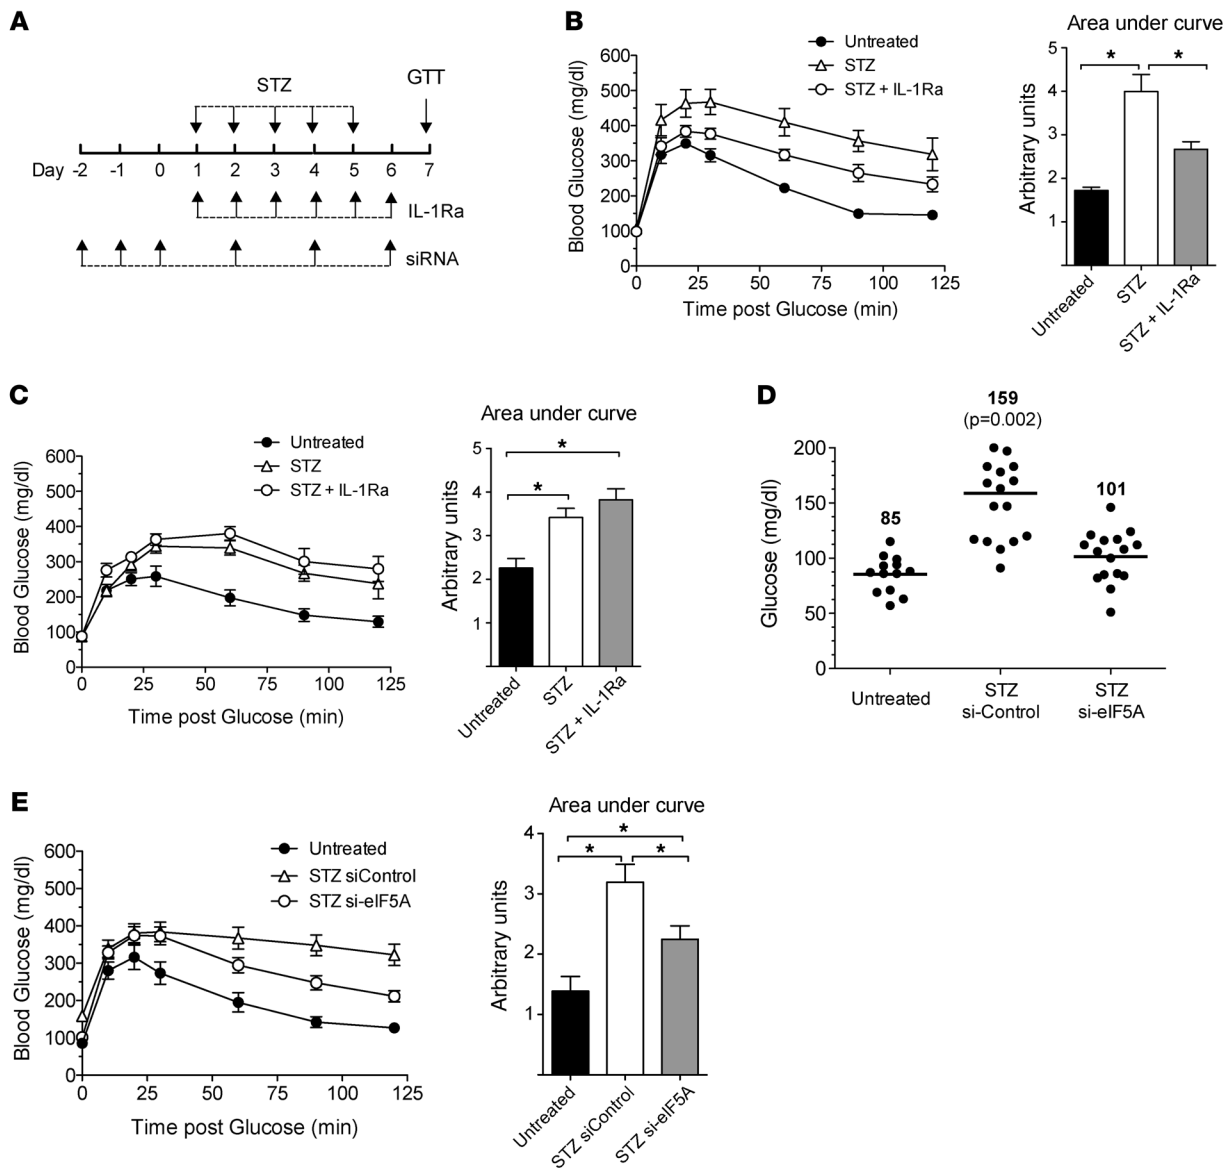 A
STZ
GTT
Day -2 -1 0 1 2 3 4 5 6 7
IL-1Ra
siRNA
B
Untreated
STZ
STZ + IL-1Ra
Blood Glucose (mg/dl)
600
500
400
300
200
100
0
0 25 50 75 100 125
Time post Glucose (min)
Area under curve
Arbitrary units
5
4
3
2
1
* *
Untreated
STZ
STZ + IL-1Ra
C
Untreated
STZ
STZ + IL-1Ra
Blood Glucose (mg/dl)
600
500
400
300
200
100
0
0 25 50 75 100 125
Time post Glucose (min)
Area under curve
Arbitrary units
5
4
3
2
1
*
*
Untreated
STZ
STZ + IL-1Ra
D
Glucose (mg/dl)
200
150
100
50
0
85
159
(p=0.002)
101
Untreated
STZ
si-Control
STZ
si-eIF5A
E
Untreated
STZ siControl
STZ si-eIF5A
Blood Glucose (mg/dl)
600
500
400
300
200
100
0
0 25 50 75 100 125
Time post Glucose (min)
Area under curve
Arbitrary units
4
3
2
1
*
* *
Untreated
STZ siControl
STZ si-eIF5A